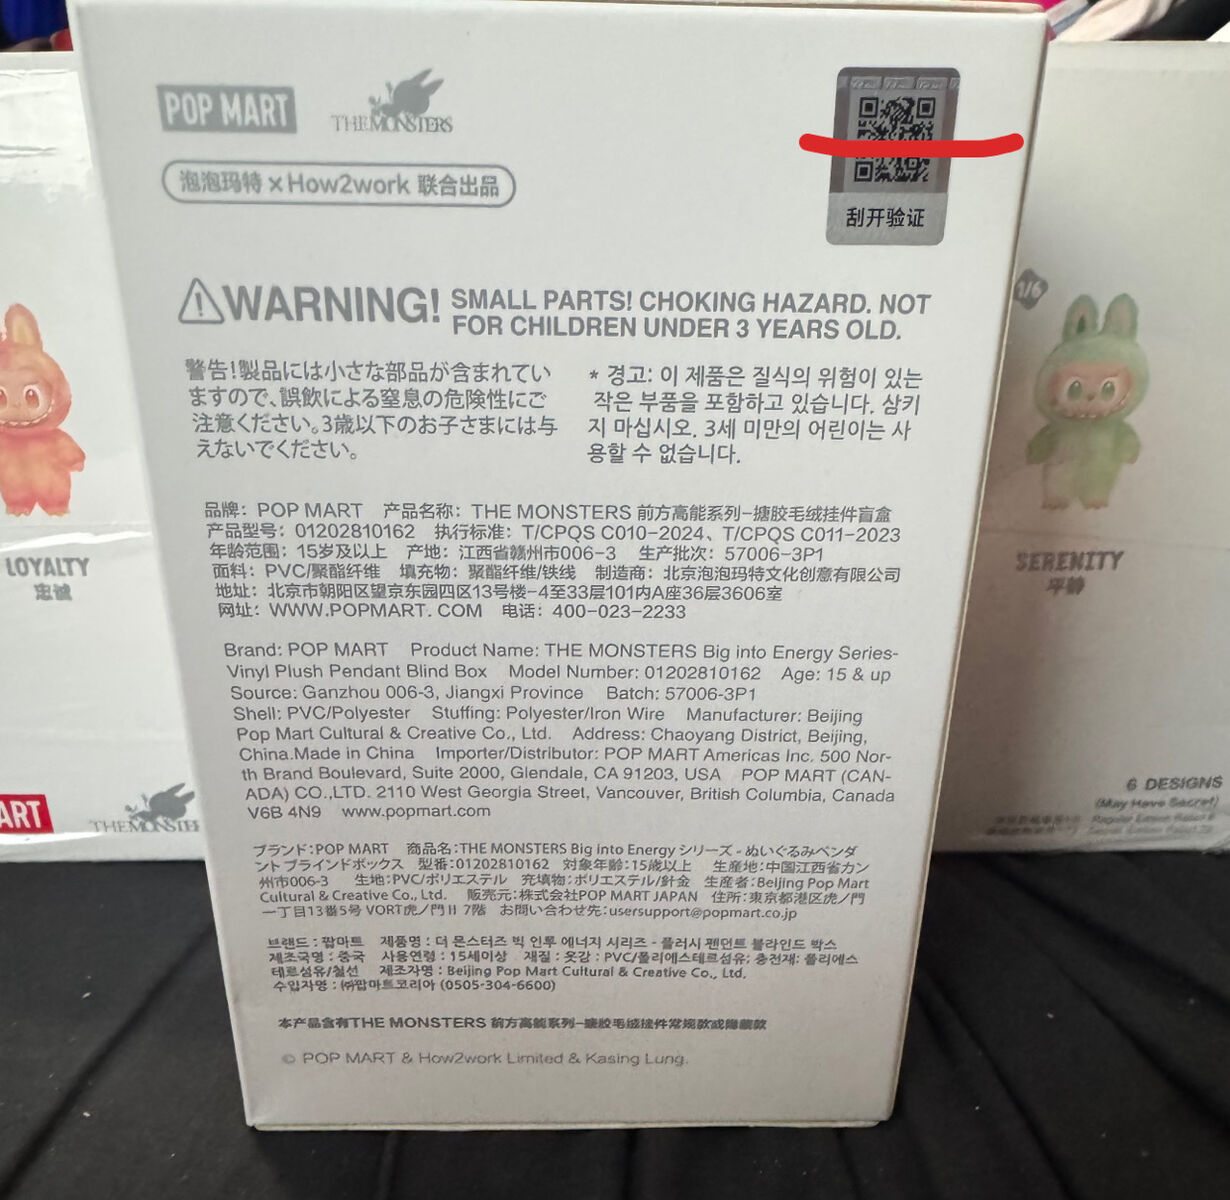 POP MART
THE MONSTERS
泡泡玛特 × How2work 联合出品
刮开验证
WARNING! SMALL PARTS! CHOKING HAZARD. NOT
FOR CHILDREN UNDER 3 YEARS OLD.
警告!製品には小さな部品が含まれてい
ますので、誤飲による窒息の危険性にご
注意ください。3歳以下のお子さまには与
えないでください。
* 경고: 이 제품은 질식의 위험이 있는
작은 부품을 포함하고 있습니다. 삼키
지 마십시오. 3세 미만의 어린이는 사
용할 수 없습니다.
品牌: POP MART 产品名称: THE MONSTERS 前方高能系列-搪胶毛绒挂件盲盒
产品型号: 01202810162 执行标准: T/CPQS C010-2024、T/CPQS C011-2023
年龄范围: 15岁及以上 产地: 江西省赣州市006-3 生产批次: 57006-3P1
面料: PVC/聚酯纤维 填充物: 聚酯纤维/铁线 制造商: 北京泡泡玛特文化创意有限公司
地址: 北京市朝阳区望京东园四区13号楼-4至33层101内A座36层3606室
网址: WWW.POPMART.COM 电话: 400-023-2233
Brand: POP MART Product Name: THE MONSTERS Big into Energy Series-
Vinyl Plush Pendant Blind Box Model Number: 01202810162 Age: 15 & up
Source: Ganzhou 006-3, Jiangxi Province Batch: 57006-3P1
Shell: PVC/Polyester Stuffing: Polyester/Iron Wire Manufacturer: Beijing
Pop Mart Cultural & Creative Co., Ltd. Address: Chaoyang District, Beijing,
China.Made in China Importer/Distributor: POP MART Americas Inc. 500 Nor-
th Brand Boulevard, Suite 2000, Glendale, CA 91203, USA POP MART (CAN-
ADA) CO.,LTD. 2110 West Georgia Street, Vancouver, British Columbia, Canada
V6B 4N9 www.popmart.com
ブランド:POP MART 商品名:THE MONSTERS Big into Energy シリーズ - ぬいぐるみペンダ
ント ブラインドボックス 型番:01202810162 対象年齢:15歳以上 生産地:中国江西省カン
州市006-3 生地:PVC/ポリエステル 充填物:ポリエステル/針金 生産者:Beijing Pop Mart
Cultural & Creative Co., Ltd. 販売元:株式会社POP MART JAPAN 住所:東京都港区虎ノ門
一丁目13番5号 VORT虎ノ門Ⅱ 7階 お問い合わせ先:usersupport@popmart.co.jp
브랜드 : 팝마트 제품명 : 더 몬스터즈 빅 인투 에너지 시리즈 - 플러시 펜던트 블라인드 박스
제조국명 : 중국 사용연령 : 15세이상 재질 : 옷감 : PVC/폴리에스테르섬유; 충전재: 폴리에스
테르섬유/철선 제조자명 : Beijing Pop Mart Cultural & Creative Co., Ltd.
수입자명 : ㈜팝마트코리아 (0505-304-6600)
本产品含有THE MONSTERS 前方高能系列-搪胶毛绒挂件常规款或隐藏款
© POP MART & How2work Limited & Kasing Lung.
LOYALTY
忠诚
ART
THE MONSTER
1/6
SERENITY
平静
6 DESIGNS
(May Have Secret)